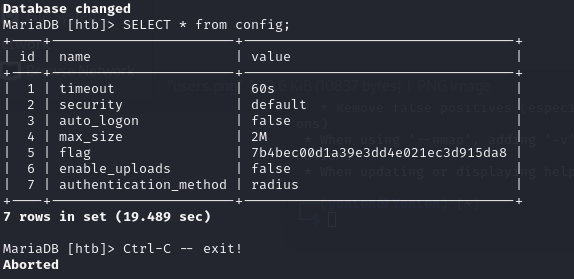 Database changed
MariaDB [htb]> SELECT * from config;
+----+-----------------------+----------------------------------+
| id | name                  | value                            |
+----+-----------------------+----------------------------------+
|  1 | timeout               | 60s                              |
|  2 | security              | default                          |
|  3 | auto_logon            | false                            |
|  4 | max_size              | 2M                               |
|  5 | flag                  | 7b4bec00d1a39e3dd4e021ec3d915da8 |
|  6 | enable_uploads        | false                            |
|  7 | authentication_method | radius                           |
+----+-----------------------+----------------------------------+
7 rows in set (19.489 sec)
MariaDB [htb]> Ctrl-C -- exit!
Aborted